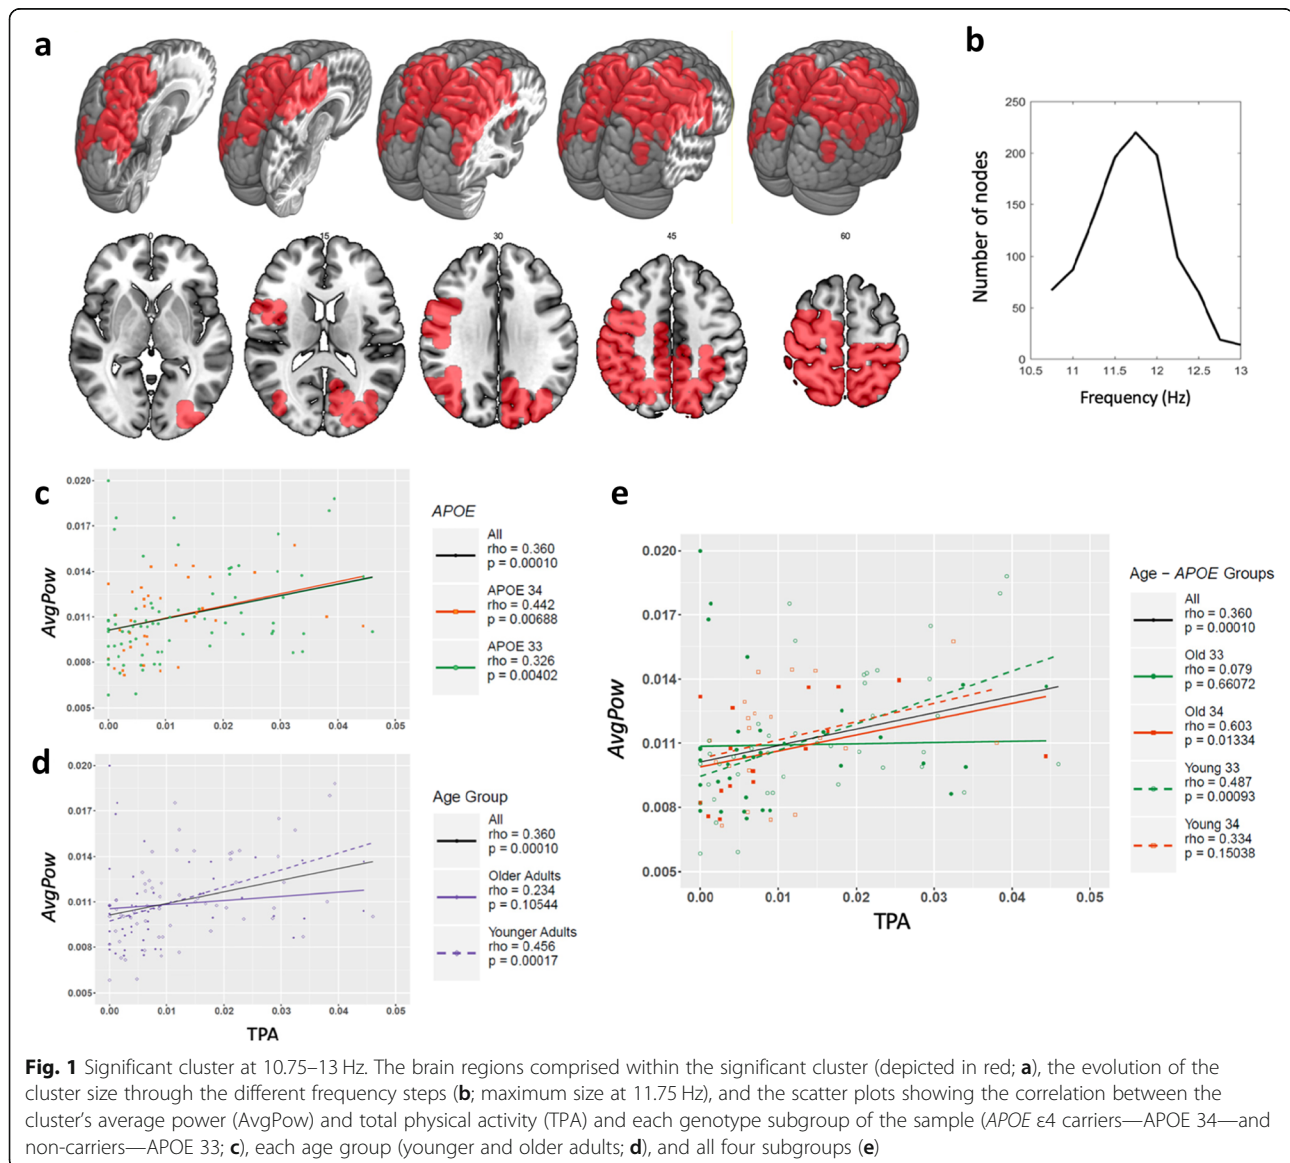 a
b
0
15
30
45
60
250
200
150
100
50
0
10.5 11 11.5 12 12.5 13
Number of nodes
Frequency (Hz)
c
0.020
0.017
0.014
0.011
0.008
0.005
AvgPow
0.00 0.01 0.02 0.03 0.04 0.05
APOE
All
rho = 0.360
p = 0.00010
APOE 34
rho = 0.442
p = 0.00688
APOE 33
rho = 0.326
p = 0.00402
d
0.020
0.017
0.014
0.011
0.008
0.005
AvgPow
0.00 0.01 0.02 0.03 0.04 0.05
TPA
Age Group
All
rho = 0.360
p = 0.00010
Older Adults
rho = 0.234
p = 0.10544
Younger Adults
rho = 0.456
p = 0.00017
e
0.020
0.017
0.014
0.011
0.008
0.005
AvgPow
0.00 0.01 0.02 0.03 0.04 0.05
TPA
Age – APOE Groups
All
rho = 0.360
p = 0.00010
Old 33
rho = 0.079
p = 0.66072
Old 34
rho = 0.603
p = 0.01334
Young 33
rho = 0.487
p = 0.00093
Young 34
rho = 0.334
p = 0.15038
Fig. 1 Significant cluster at 10.75–13 Hz. The brain regions comprised within the significant cluster (depicted in red; a), the evolution of the
cluster size through the different frequency steps (b; maximum size at 11.75 Hz), and the scatter plots showing the correlation between the
cluster's average power (AvgPow) and total physical activity (TPA) and each genotype subgroup of the sample (APOE ε4 carriers—APOE 34—and
non-carriers—APOE 33; c), each age group (younger and older adults; d), and all four subgroups (e)